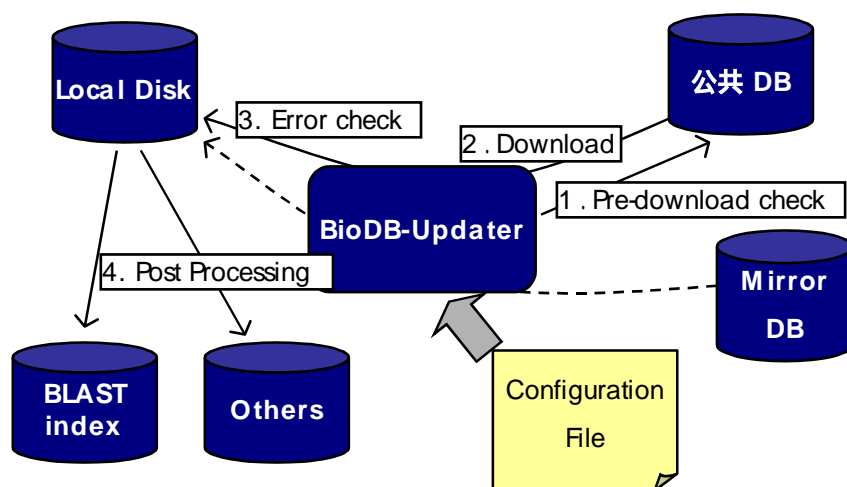 Local Disk
公共 DB
3. Error check
2 . Download
1 . Pre-download check
BioDB-Updater
4. Post Processing
Mirror
DB
BLAST
index
Others
Configuration
File